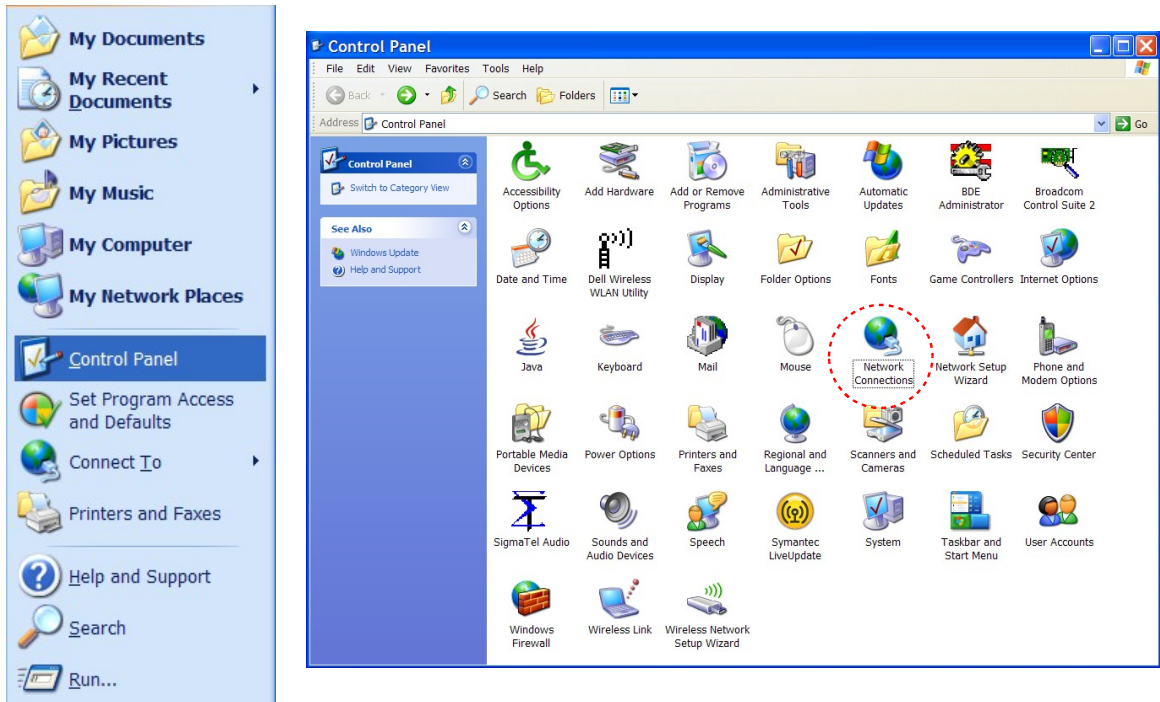 My Documents
My Recent
Documents
My Pictures
My Music
My Computer
My Network Places
Control Panel
Set Program Access
and Defaults
Connect To
Printers and Faxes
Help and Support
Search
Run...
Control Panel
File Edit View Favorites Tools Help
Back Search Folders
Address Control Panel Go
Control Panel
Switch to Category View
See Also
Windows Update
Help and Support
Accessibility
Options
Add Hardware
Add or Remove
Programs
Administrative
Tools
Automatic
Updates
BDE
Administrator
Broadcom
Control Suite 2
Date and Time
Dell Wireless
WLAN Utility
Display
Folder Options
Fonts
Game Controllers
Internet Options
Java
Keyboard
Mail
Mouse
Network
Connections
Network Setup
Wizard
Phone and
Modem Options
Portable Media
Devices
Power Options
Printers and
Faxes
Regional and
Language ...
Scanners and
Cameras
Scheduled Tasks
Security Center
SigmaTel Audio
Sounds and
Audio Devices
Speech
Symantec
LiveUpdate
System
Taskbar and
Start Menu
User Accounts
Windows
Firewall
Wireless Link
Wireless Network
Setup Wizard